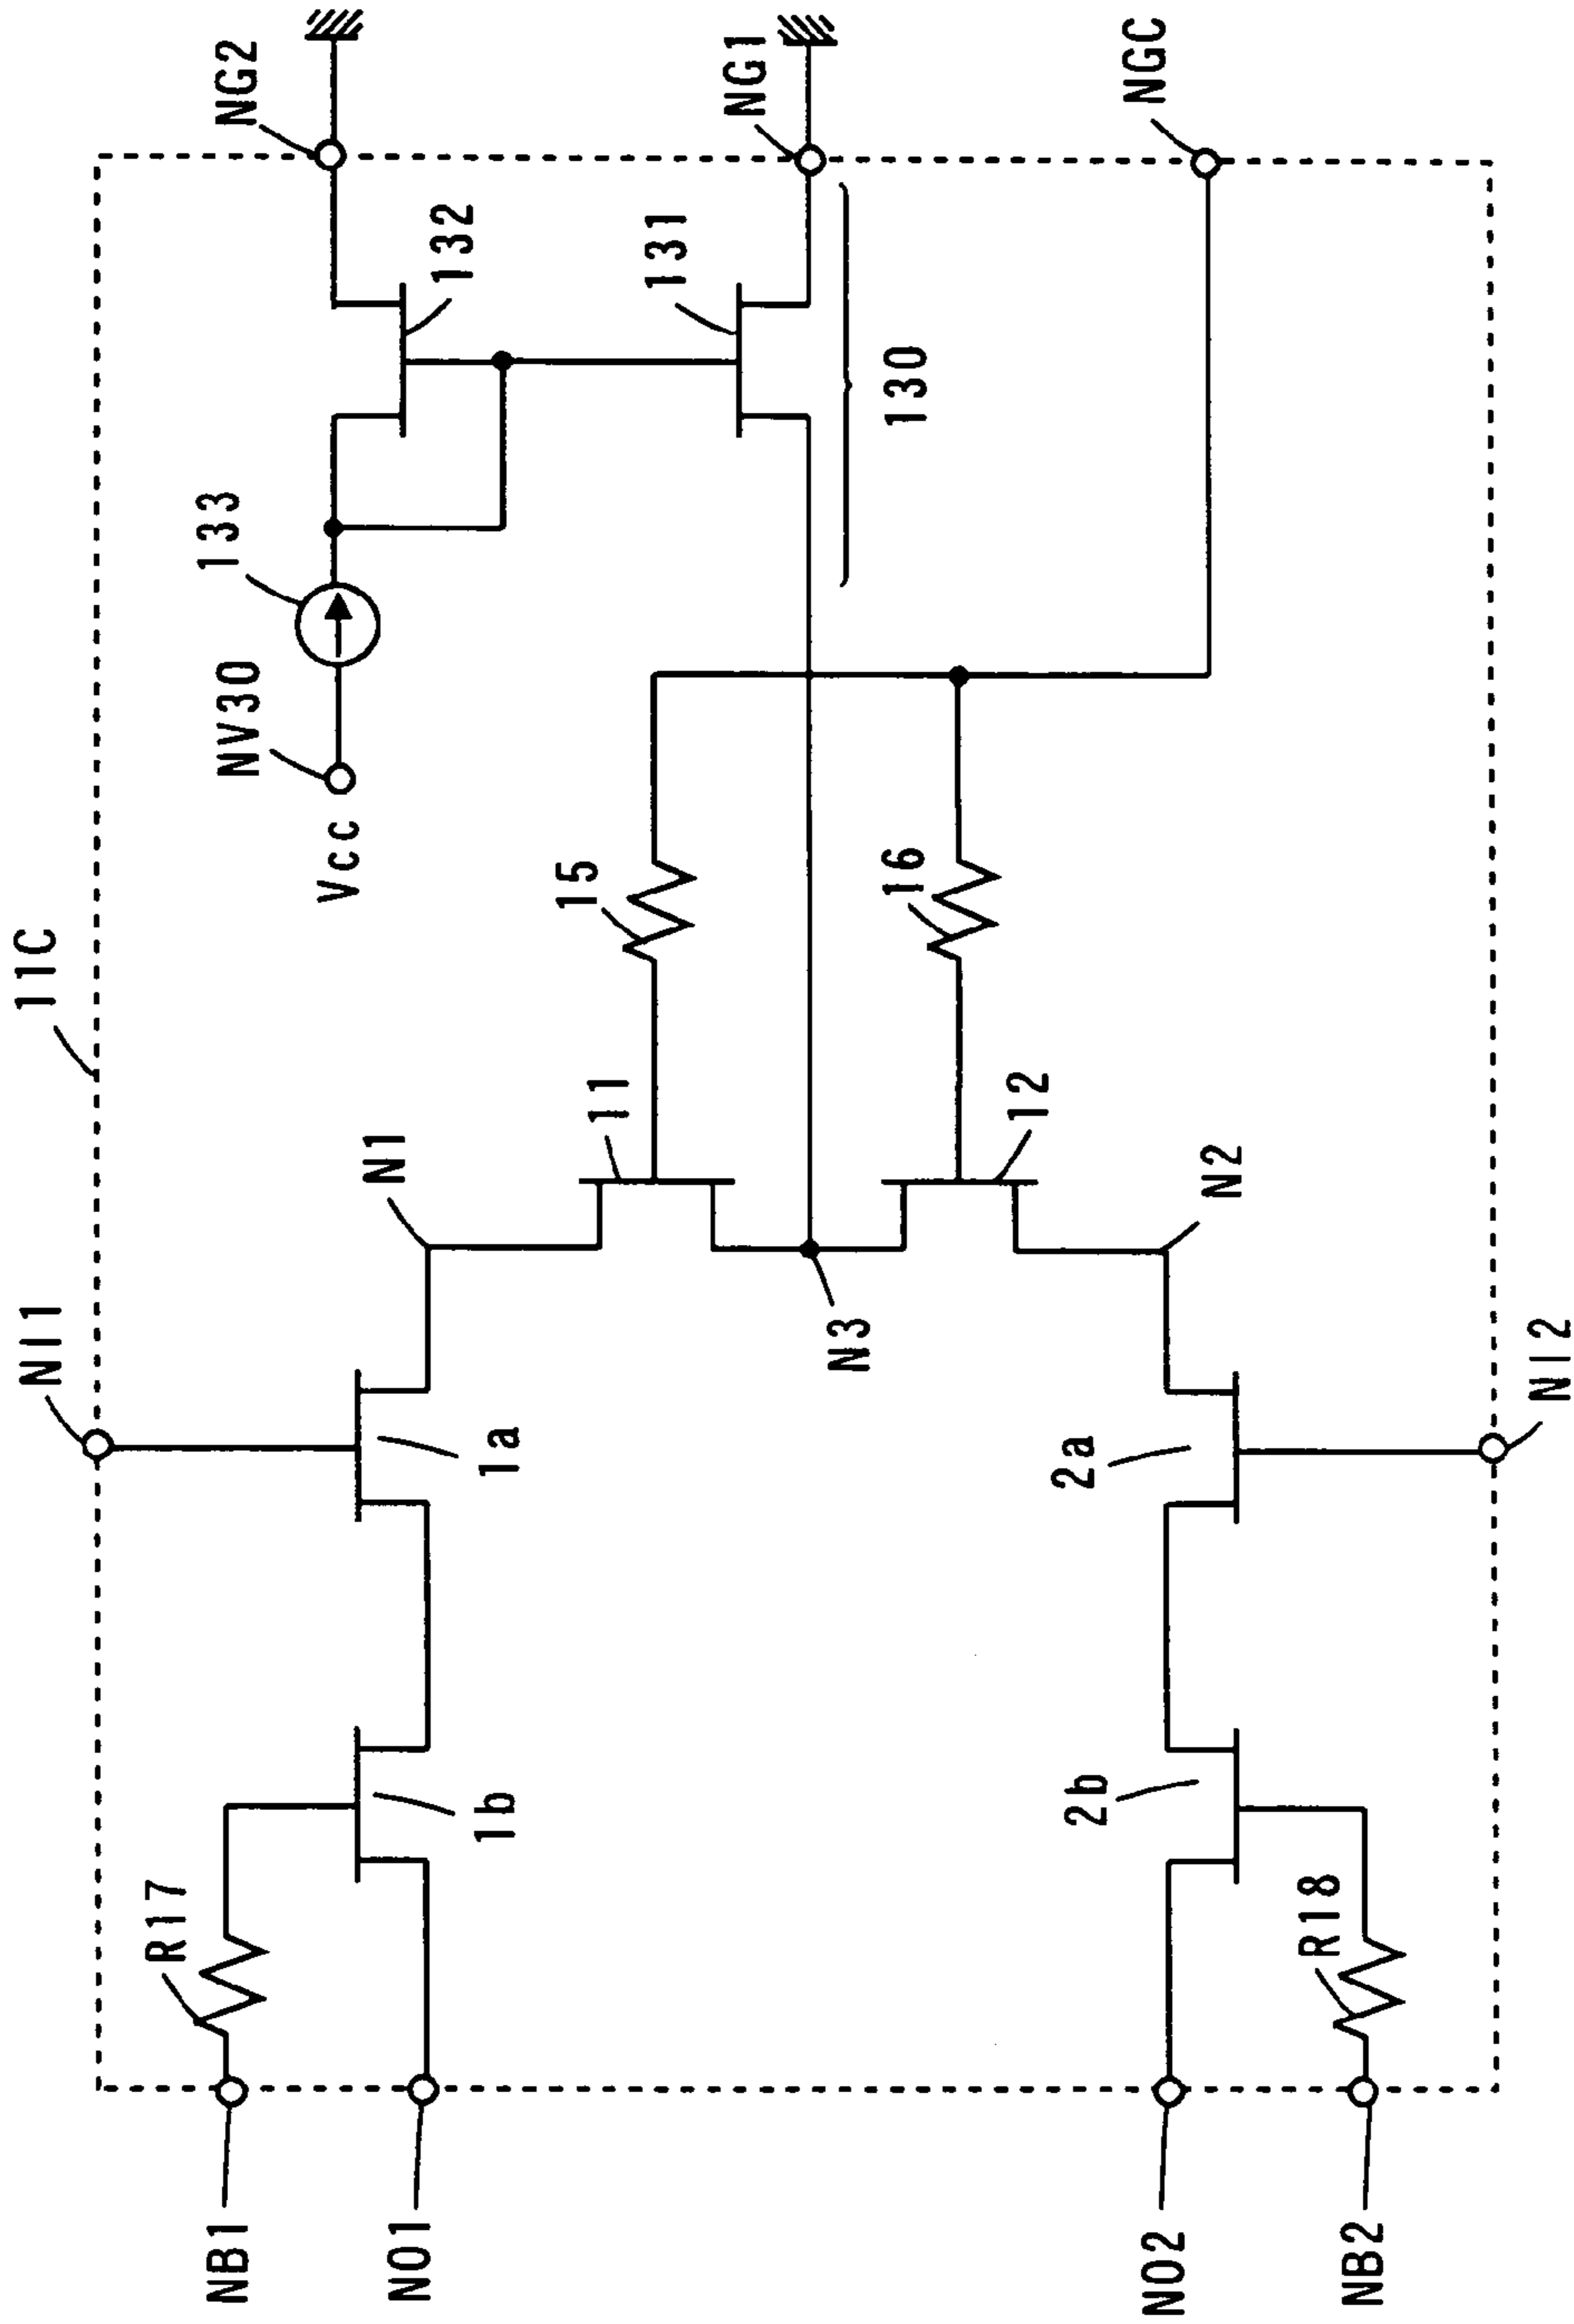 NB1
NO1
NO2
NB2
R17
R18
1b
2b
NI1
NI2
1a
2a
N1
N3
N2
11C
11
12
15
16
Vcc
NV30
133
130
132
131
NG2
NG1
NGC